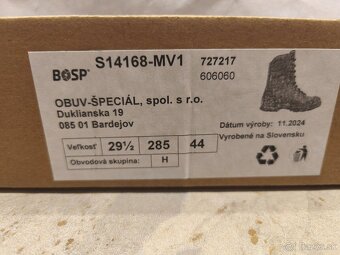 S14168-MV1 727217
BOSP® 606060
OBUV-ŠPECIÁL, spol. s r.o.
Duklianska 19
085 01 Bardejov
Dátum výroby: 11.2024
Vyrobené na Slovensku
Veľkosť 29½ 285 44
Obvodová skupina: H